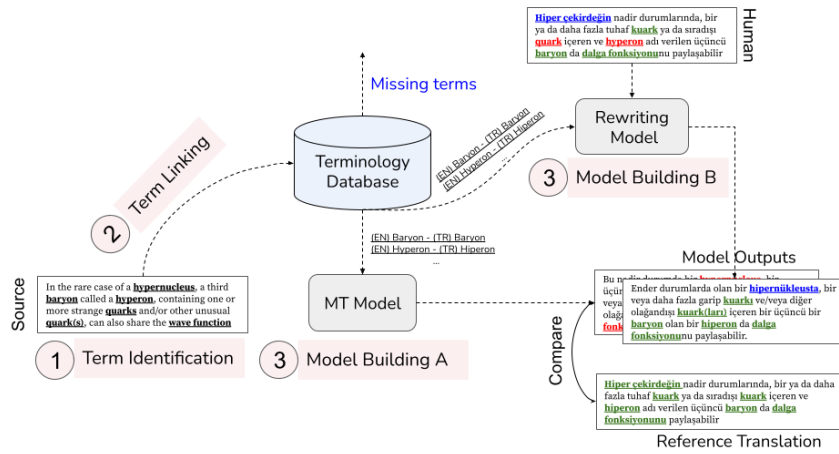 Hiper çekirdeğin nadir durumlarında, bir
ya da daha fazla tuhaf kuark ya da sıradışı
quark içeren ve hyperon adı verilen üçüncü
baryon da dalga fonksiyonunu paylaşabilir
Human
Missing terms
Rewriting
Model
(EN) Baryon - (TR) Baryon
(EN) Hyperon - (TR) Hiperon
3 Model Building B
2 Term Linking
Terminology
Database
(EN) Baryon - (TR) Baryon
(EN) Hyperon - (TR) Hiperon
...
Source
In the rare case of a hypernucleus, a third
baryon called a hyperon, containing one or
more strange quarks and/or other unusual
quark(s), can also share the wave function
1 Term Identification
MT Model
3 Model Building A
Model Outputs
Ender durumlarda olan bir hipernükleusta, bir
veya daha fazla garip kuarkı ve/veya diğer
olağandışı kuark(ları) içeren bir üçüncü bir
baryon olan bir hiperon da dalga
fonksiyonunu paylaşabilir.
Compare
Hiper çekirdeğin nadir durumlarında, bir ya da daha
fazla tuhaf kuark ya da sıradışı kuark içeren ve
hiperon adı verilen üçüncü baryon da dalga
fonksiyonunu paylaşabilir
Reference Translation